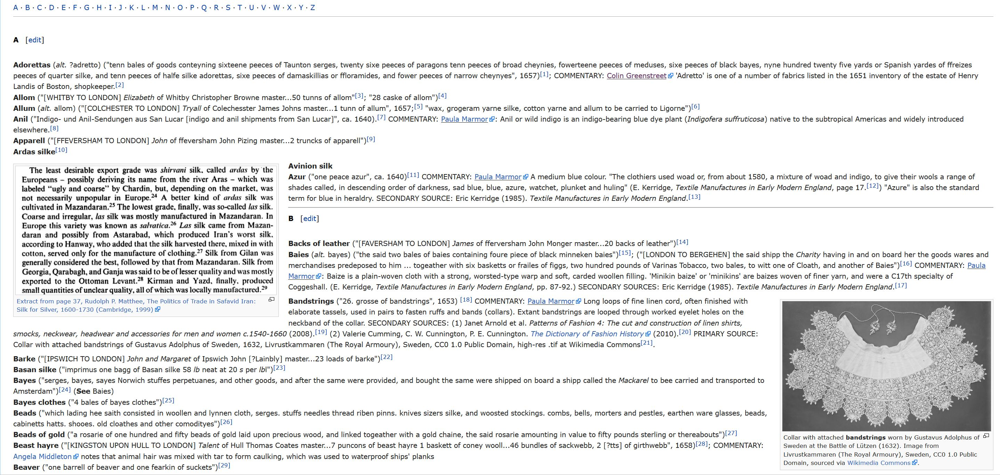 A · B · C · D · E · F · G · H · I · J · K · L · M · N · O · P · Q · R · S · T · U · V · W · X · Y · Z
A [edit]
Adorettas (alt. ?adretto) ("tenn bales of goods conteyning sixteene peeces of Taunton serges, twenty sixe peeces of paragons tenn peeces of broad cheynies, fowerteene peeces of meduses, sixe peeces of black bayes, nyne hundred twenty five yards or Spanish yardes of ffreizes
peeces of quarter silke, and tenn peeces of halfe silke adorettas, sixe peeces of damaskillias or ffloramides, and fower peeces of narrow cheynyes", 1657)[1]; COMMENTARY: Colin Greenstreet 'Adretto' is one of a number of fabrics listed in the 1651 inventory of the estate of Henry
Landis of Boston, shopkeeper.[2]
Allom ("[WHITBY TO LONDON] Elizabeth of Whitby Christopher Browne master...50 tunns of allom"[3]; "28 caske of allom")[4]
Allum (alt. allom) ("[COLCHESTER TO LONDON] Tryall of Colechesster James Johns master...1 tunn of allum", 1657;[5] "wax, grogeram yarne silke, cotton yarne and allum to be carried to Ligorne")[6]
Anil ("Indigo- und Anil-Sendungen aus San Lucar [indigo and anil shipments from San Lucar]", ca. 1640).[7] COMMENTARY: Paula Marmor: Anil or wild indigo is an indigo-bearing blue dye plant (Indigofera suffruticosa) native to the subtropical Americas and widely introduced
elsewhere.[8]
Apparell ("[FFEVERSHAM TO LONDON] John of ffeversham John Pizing master...2 truncks of apparell")[9]
Ardas silke[10]
The least desirable export grade was shirvani silk, called ardas by the
Europeans – possibly deriving its name from the river Aras – which was
labeled “ugly and coarse” by Chardin, but, depending on the market, was
not necessarily unpopular in Europe.24 A better kind of ardas silk was
cultivated in Mazandaran.25 The lowest grade, finally, was so-called las silk.
Coarse and irregular, las silk was mostly manufactured in Mazandaran. In
Europe this variety was known as salvatica.26 Las silk came from Mazan-
daran and possibly from Astarabad, which produced Iran's worst silk,
according to Hanway, who added that the silk harvested there, mixed in with
cotton, served only for the manufacture of clothing.27 Silk from Gilan was
generally considered the best, followed by that from Mazandaran. Silk from
Georgia, Qarabagh, and Ganja was said to be of lesser quality and was mostly
exported to the Ottoman Levant.28 Kirman and Yazd, finally, produced
small quantities of unclear quality, all of which was locally manufactured.29
Extract from page 37, Rudolph P. Matthee, The Politics of Trade in Safavid Iran:
Silk for Silver, 1600-1730 (Cambridge, 1999)
Avinion silk
Azur ("one peace azur", ca. 1640)[11] COMMENTARY: Paula Marmor A medium blue colour. "The clothiers used woad or, from about 1580, a mixture of woad and indigo, to give their wools a range of
shades called, in descending order of darkness, sad blue, blue, azure, watchet, plunket and huling" (E. Kerridge, Textile Manufactures in Early Modern England, page 17.[12]) "Azure" is also the standard
term for blue in heraldry. SECONDARY SOURCE: Eric Kerridge (1985). Textile Manufactures in Early Modern England.[13]
B [edit]
Backs of leather ("[FAVERSHAM TO LONDON] James of fferversham John Monger master...20 backs of leather")[14]
Baies (alt. bayes) ("the said two bales of baies containing foure piece of black minneken baies")[15]; ("[LONDON TO BERGEHEN] the said shipp the Charity having in and on board her the goods wares and
merchandises predeposed to him ... togeather with six basketts or frailes of figgs, two hundred pounds of Varinas Tobacco, two bales, to witt one of Cloath, and another of Baies")[16] COMMENTARY: Paula
Marmor: Baize is a plain-woven cloth with a strong, worsted-type warp and soft, carded woollen filling. 'Minikin baize' or 'minikins' are baizes woven of finer yarn, and were a C17th specialty of
Coggeshall. (E. Kerridge, Textile Manufactures in Early Modern England, pp. 87-92.) SECONDARY SOURCES: Eric Kerridge (1985). Textile Manufactures in Early Modern England.[17]
Bandstrings ("26. grosse of bandstrings", 1653) [18] COMMENTARY: Paula Marmor Long loops of fine linen cord, often finished with
elaborate tassels, used in pairs to fasten ruffs and bands (collars). Extant bandstrings are looped through worked eyelet holes on the
neckband of the collar. SECONDARY SOURCES: (1) Janet Arnold et al. Patterns of Fashion 4: The cut and construction of linen shirts,
smocks, neckwear, headwear and accessories for men and women c.1540-1660 (2008).[19] (2) Valerie Cumming, C. W. Cunnington, P. E. Cunnington. The Dictionary of Fashion History (2010).[20] PRIMARY SOURCE:
Collar with attached bandstrings of Gustavus Adolphus of Sweden, 1632, Livrustkammaren (The Royal Armoury), Sweden, CC0 1.0 Public Domain, high-res .tif at Wikimedia Commons[21].
Barke ("[IPSWICH TO LONDON] John and Margaret of Ipswich John [?Lainbly] master...23 loads of barke")[22]
Basan silke ("imprimus one bagg of Basan silke 58 lb neat at 20 s per lbl")[23]
Bayes ("serges, bayes, sayes Norwich stuffes perpetuanes, and other goods, and after the same were provided, and bought the same were shipped on board a shipp called the Mackarel to bee carried and transported to
Amsterdam")[24] (See Baies)
Bayes clothes ("4 bales of bayes clothes")[25]
Beads ("which lading hee saith consisted in woollen and lynnen cloth, serges. stuffs needles thread riben pinns. knives sizers silke, and woosted stockings. combs, bells, morters and pestles, earthen ware glasses, beads,
cabinetts hatts. shooes. old cloathes and other comodityes")[26]
Beads of gold ("a rosarie of one hundred and fifty beads of gold laid upon precious wood, and linked togeather with a gold chaine, the said rosarie amounting in value to fifty pounds sterling or thereabouts")[27]
Beast hayre ("[KINGSTON UPON HULL TO LONDON] Talent of Hull Thomas Coates master...7 puncons of beast hayre 1 baskett of coney wooll...46 bundles of sackwebb, 2 [?tts] of girthwebb", 1658)[28]; COMMENTARY:
Angela Middleton notes that animal hair was mixed with tar to form caulking, which was used to waterproof ships' planks
Beaver ("one barrell of beaver and one fearkin of suckets")[29]
Collar with attached bandstrings worn by Gustavus Adolphus of
Sweden at the Battle of Lützen (1632). Image from
Livrustkammaren (The Royal Armoury), Sweden, CC0 1.0 Public
Domain, sourced via Wikimedia Commons.